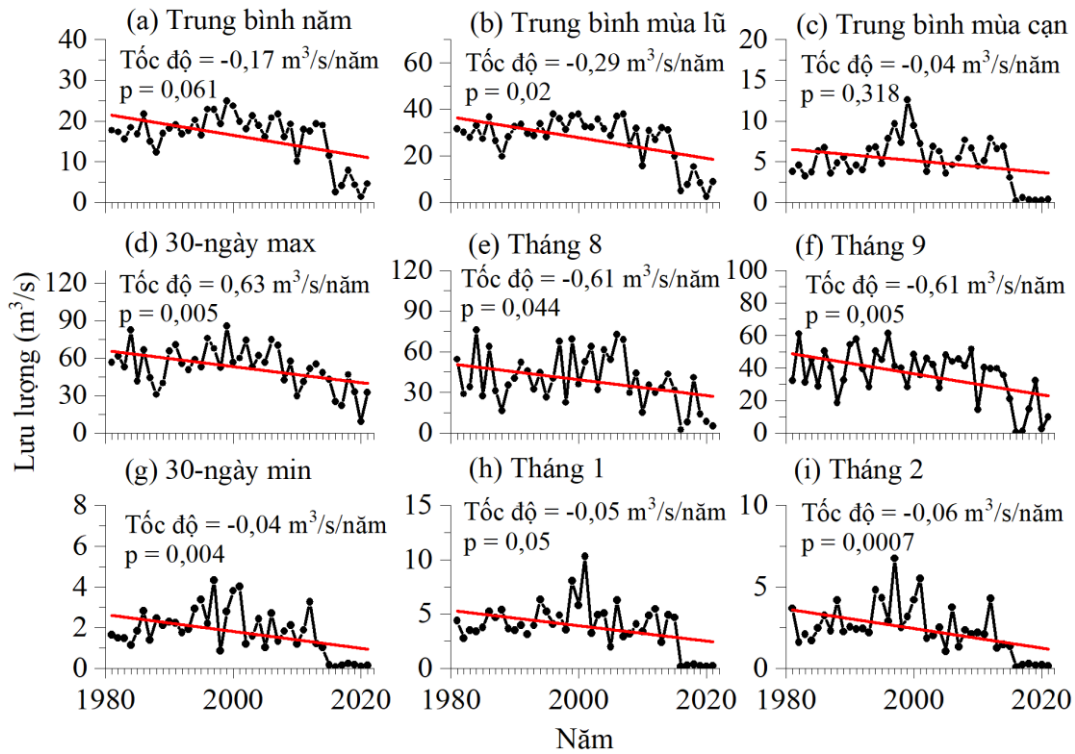 (a) Trung bình năm
40
30
20
10
0
Tốc độ = -0,17 m³/s/năm
p = 0,061
(b) Trung bình mùa lũ
60
40
20
0
Tốc độ = -0,29 m³/s/năm
p = 0,02
(c) Trung bình mùa cạn
20
15
10
5
0
Tốc độ = -0,04 m³/s/năm
p = 0,318
(d) 30-ngày max
120
90
60
30
0
Tốc độ = 0,63 m³/s/năm
p = 0,005
(e) Tháng 8
120
90
60
30
0
Tốc độ = -0,61 m³/s/năm
p = 0,044
(f) Tháng 9
100
80
60
40
20
0
Tốc độ = -0,61 m³/s/năm
p = 0,005
(g) 30-ngày min
8
6
4
2
0
Tốc độ = -0,04 m³/s/năm
p = 0,004
(h) Tháng 1
15
10
5
0
Tốc độ = -0,05 m³/s/năm
p = 0,05
(i) Tháng 2
10
5
0
Tốc độ = -0,06 m³/s/năm
p = 0,0007
1980 2000 2020
1980 2000 2020
1980 2000 2020
Lưu lượng (m³/s)
Năm